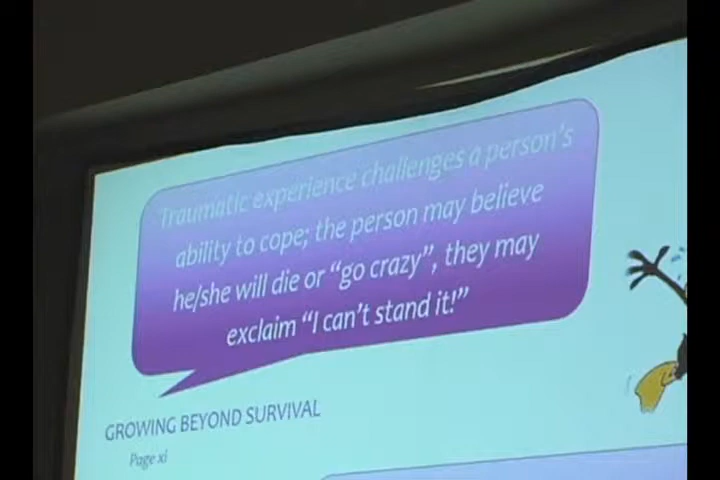 Traumatic experience challenges a person's
ability to cope; the person may believe
he/she will die or "go crazy", they may
exclaim "I can't stand it!"
GROWING BEYOND SURVIVAL
Page xi